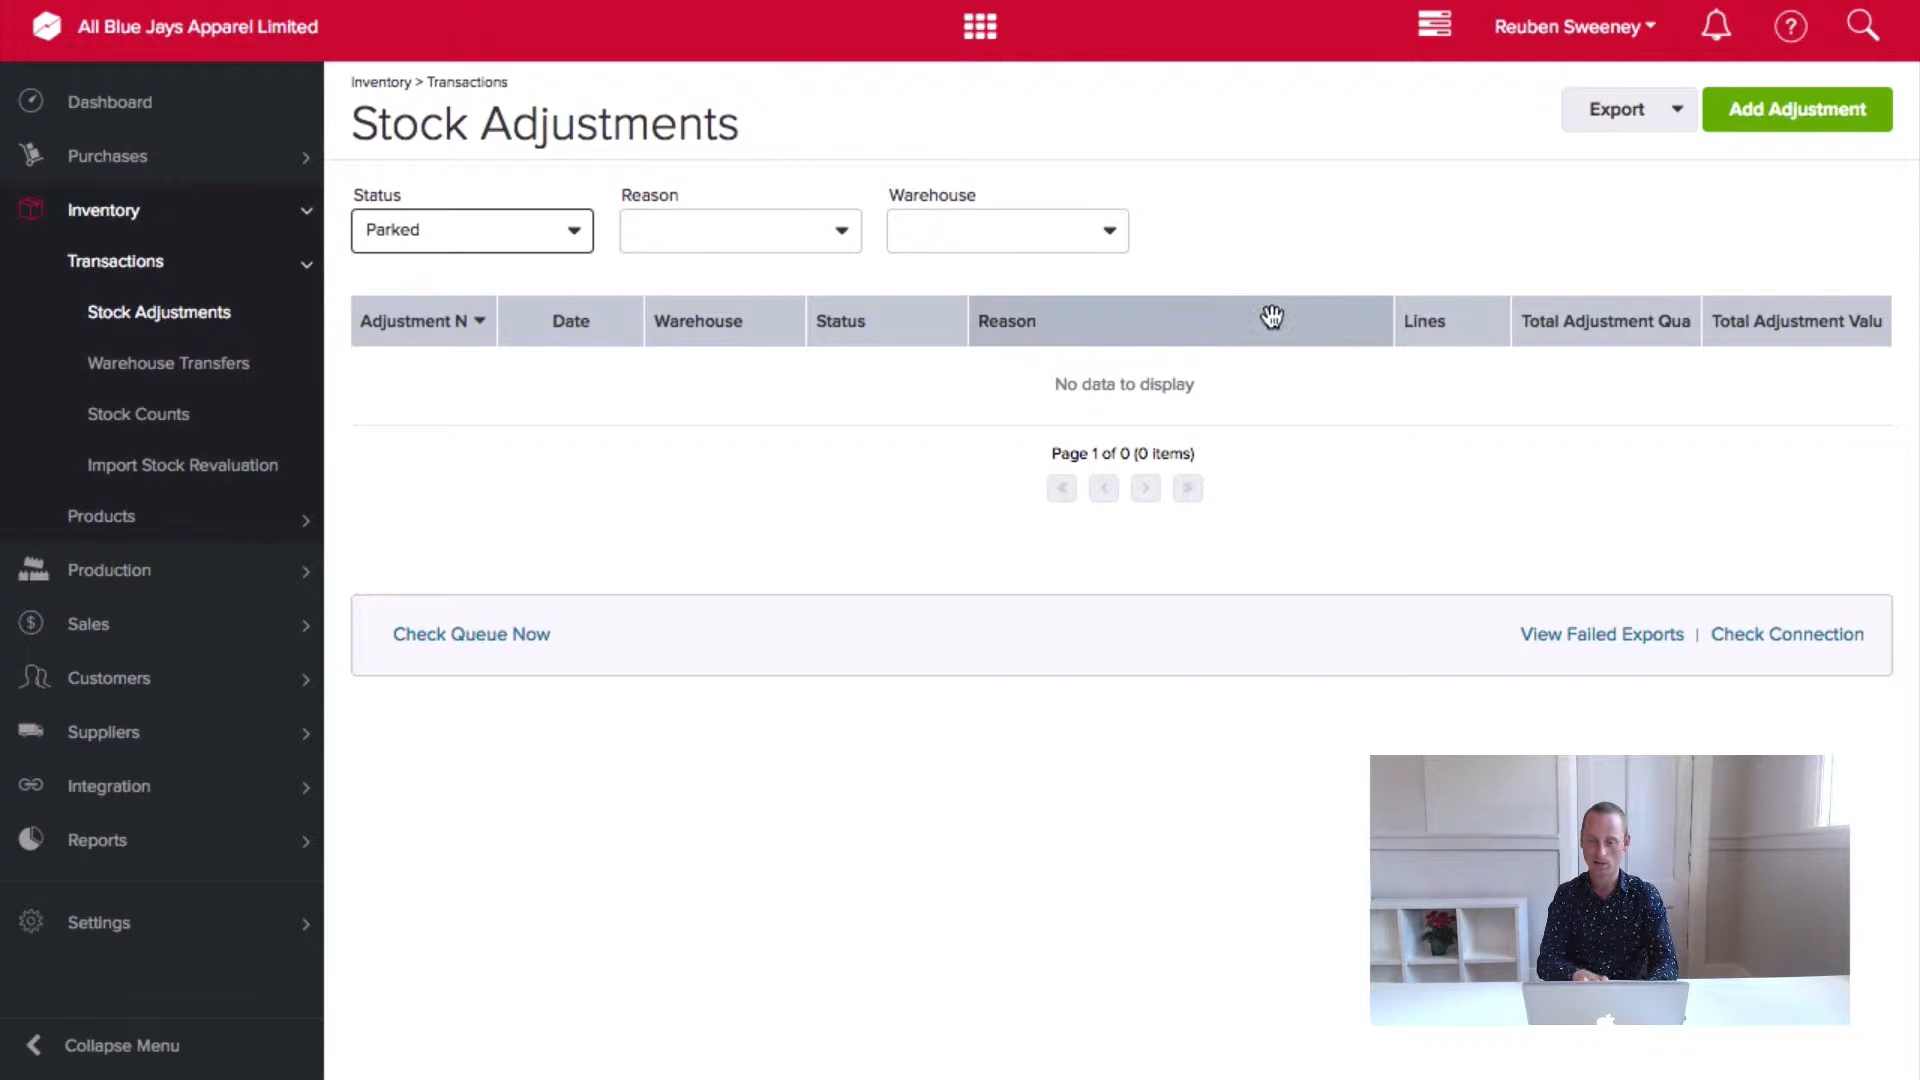 All Blue Jays Apparel Limited
Reuben Sweeney
?
Dashboard
Purchases
Inventory
Transactions
Stock Adjustments
Warehouse Transfers
Stock Counts
Import Stock Revaluation
Products
Production
$ Sales
Customers
Suppliers
Integration
Reports
Settings
Collapse Menu
Inventory > Transactions
Stock Adjustments
Export
Add Adjustment
Status Reason Warehouse
Parked
Adjustment N Date Warehouse Status Reason Lines Total Adjustment Qua Total Adjustment Valu
No data to display
Page 1 of 0 (0 items)
Check Queue Now
View Failed Exports | Check Connection